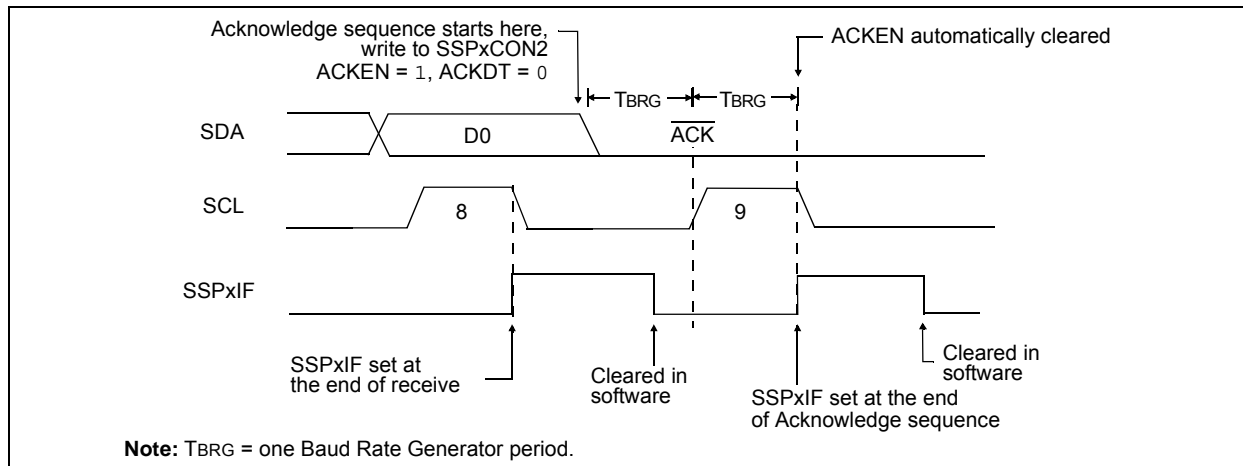 Acknowledge sequence starts here,
write to SSPxCON2
ACKEN = 1, ACKDT = 0
ACKEN automatically cleared
TBRG
TBRG
SDA
D0
ACK
SCL
8
9
SSPxIF
SSPxIF set at
the end of receive
Cleared in
software
SSPxIF set at the end
of Acknowledge sequence
Cleared in
software
Note: TBRG = one Baud Rate Generator period.